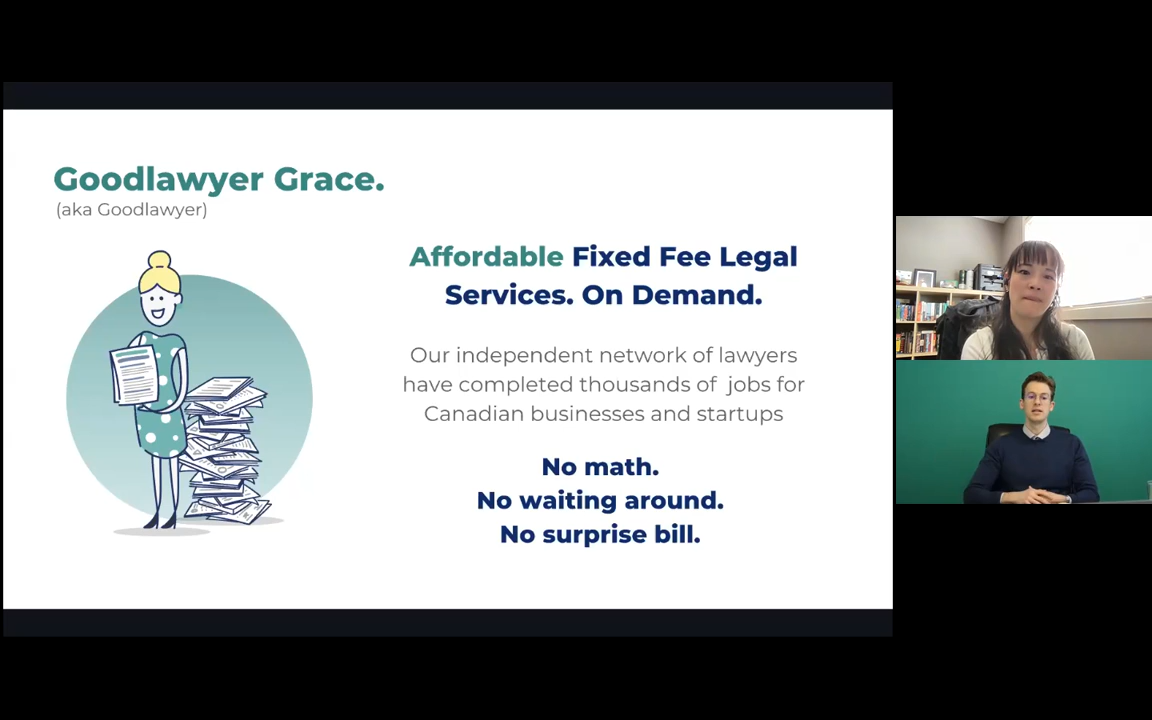 Goodlawyer Grace.
(aka Goodlawyer)
Affordable Fixed Fee Legal
Services. On Demand.
Our independent network of lawyers
have completed thousands of jobs for
Canadian businesses and startups
No math.
No waiting around.
No surprise bill.